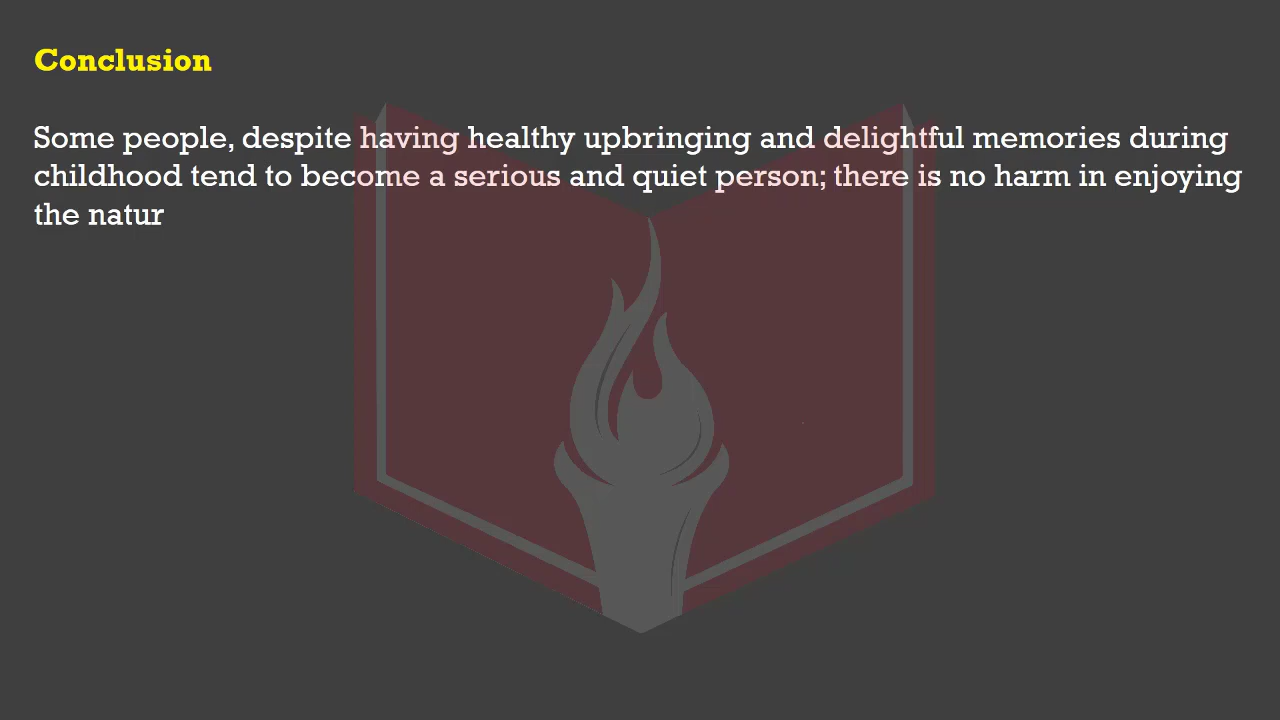 Conclusion
Some people, despite having healthy upbringing and delightful memories during
childhood tend to become a serious and quiet person; there is no harm in enjoying
the natur